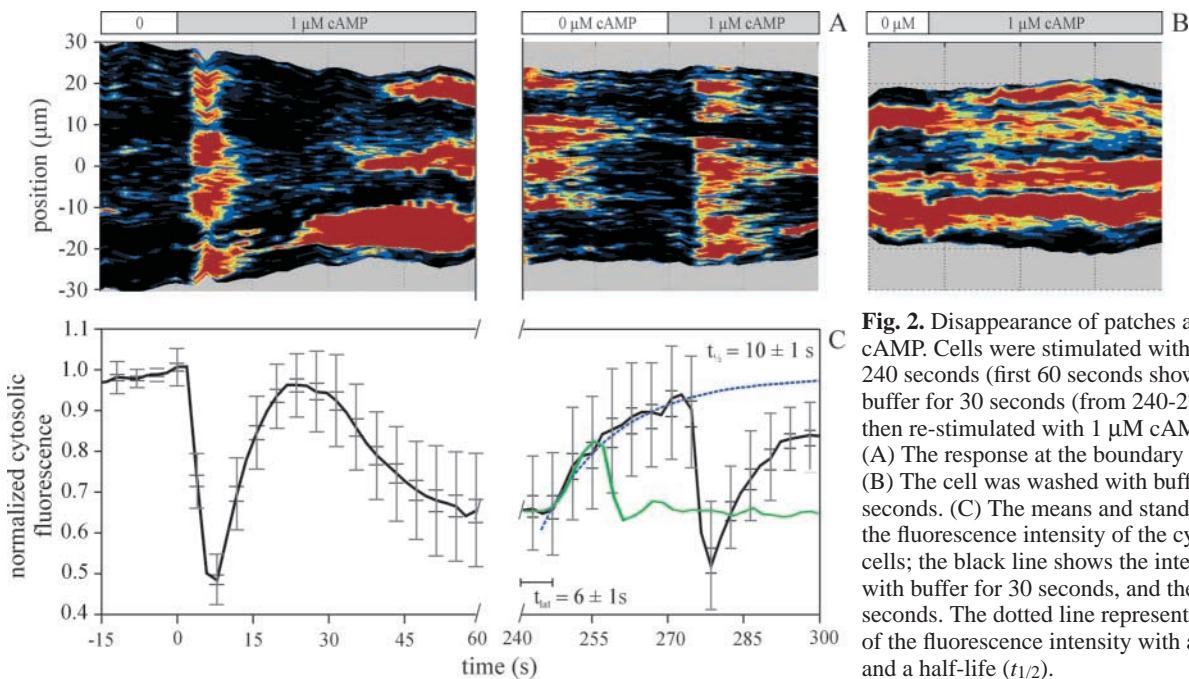 0 1 µM cAMP A
0 µM cAMP 1 µM cAMP
0 µM 1 µM cAMP B
position (µm)
30
20
10
0
-10
-20
-30
normalized cytosolic
fluorescence
1.1
1.0
0.9
0.8
0.7
0.6
0.5
0.4
-15 0 15 30 45 60 240 255 270 285 300
time (s)
C
t½ = 10 ± 1 s
tlat = 6 ± 1s
Fig. 2. Disappearance of patches a
cAMP. Cells were stimulated with
240 seconds (first 60 seconds show
buffer for 30 seconds (from 240-2
then re-stimulated with 1 µM cAM
(A) The response at the boundary
(B) The cell was washed with buff
seconds. (C) The means and stand
the fluorescence intensity of the cy
cells; the black line shows the inte
with buffer for 30 seconds, and the
seconds. The dotted line represent
of the fluorescence intensity with a
and a half-life (t1/2).